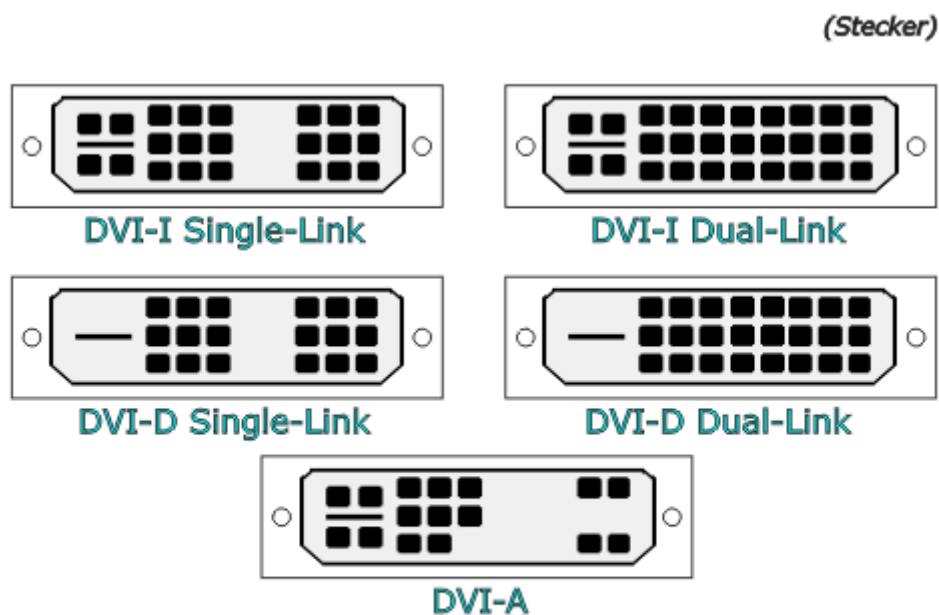 (Stecker)
DVI-I Single-Link
DVI-I Dual-Link
DVI-D Single-Link
DVI-D Dual-Link
DVI-A